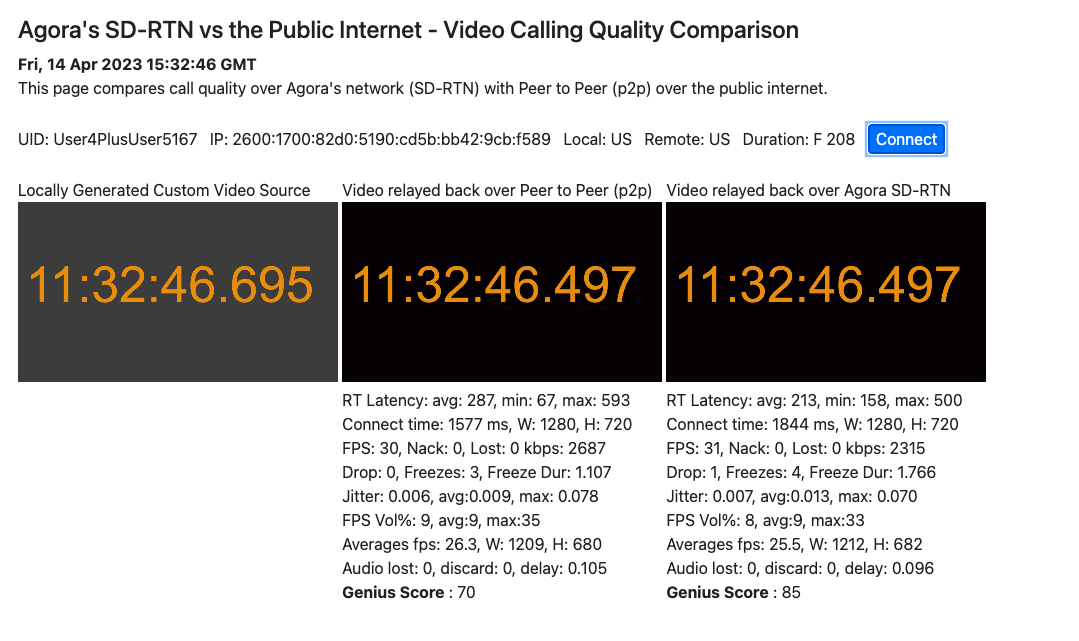 Agora's SD-RTN vs the Public Internet - Video Calling Quality Comparison
Fri, 14 Apr 2023 15:32:46 GMT
This page compares call quality over Agora's network (SD-RTN) with Peer to Peer (p2p) over the public internet.
UID: User4PlusUser5167 IP: 2600:1700:82d0:5190:cd5b:bb42:9cb:f589 Local: US Remote: US Duration: F 208 Connect
Locally Generated Custom Video Source
11:32:46.695
Video relayed back over Peer to Peer (p2p)
11:32:46.497
RT Latency: avg: 287, min: 67, max: 593
Connect time: 1577 ms, W: 1280, H: 720
FPS: 30, Nack: 0, Lost: 0 kbps: 2687
Drop: 0, Freezes: 3, Freeze Dur: 1.107
Jitter: 0.006, avg:0.009, max: 0.078
FPS Vol%: 9, avg:9, max:35
Averages fps: 26.3, W: 1209, H: 680
Audio lost: 0, discard: 0, delay: 0.105
Genius Score : 70
Video relayed back over Agora SD-RTN
11:32:46.497
RT Latency: avg: 213, min: 158, max: 500
Connect time: 1844 ms, W: 1280, H: 720
FPS: 31, Nack: 0, Lost: 0 kbps: 2315
Drop: 1, Freezes: 4, Freeze Dur: 1.766
Jitter: 0.007, avg:0.013, max: 0.070
FPS Vol%: 8, avg:9, max:33
Averages fps: 25.5, W: 1212, H: 682
Audio lost: 0, discard: 0, delay: 0.096
Genius Score : 85